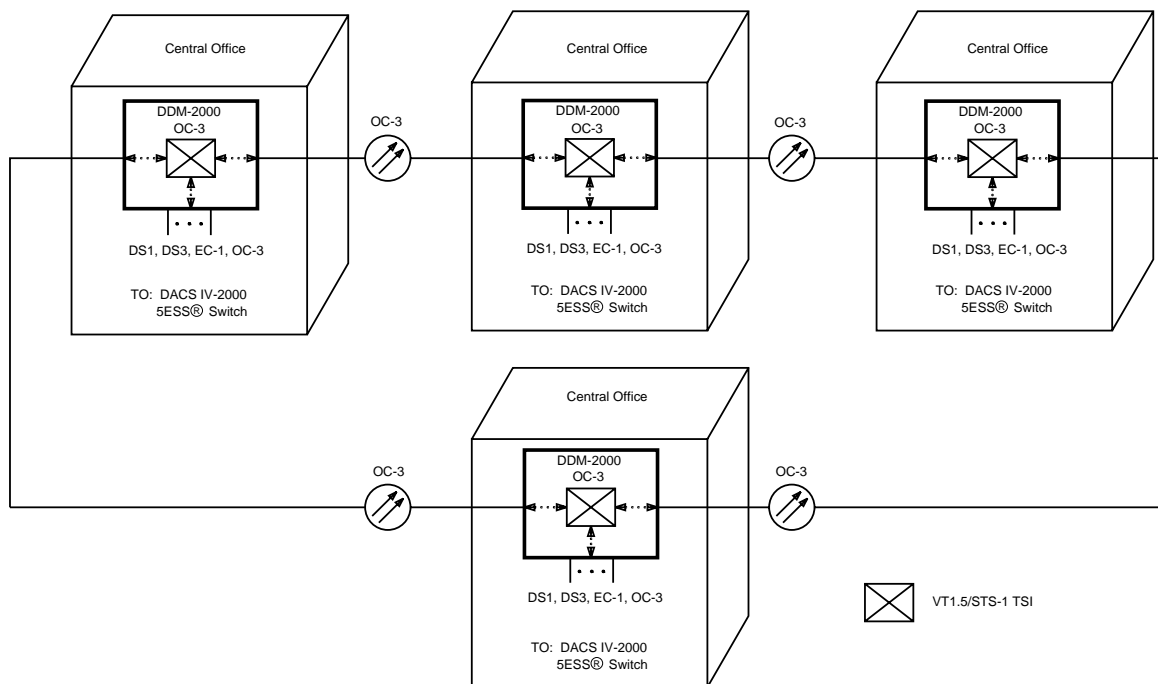 Central Office
DDM-2000
OC-3
DS1, DS3, EC-1, OC-3
TO: DACS IV-2000
5ESS® Switch
OC-3
Central Office
DDM-2000
OC-3
DS1, DS3, EC-1, OC-3
TO: DACS IV-2000
5ESS® Switch
OC-3
Central Office
DDM-2000
OC-3
DS1, DS3, EC-1, OC-3
TO: DACS IV-2000
5ESS® Switch
OC-3
Central Office
DDM-2000
OC-3
DS1, DS3, EC-1, OC-3
TO: DACS IV-2000
5ESS® Switch
OC-3
VT1.5/STS-1 TSI